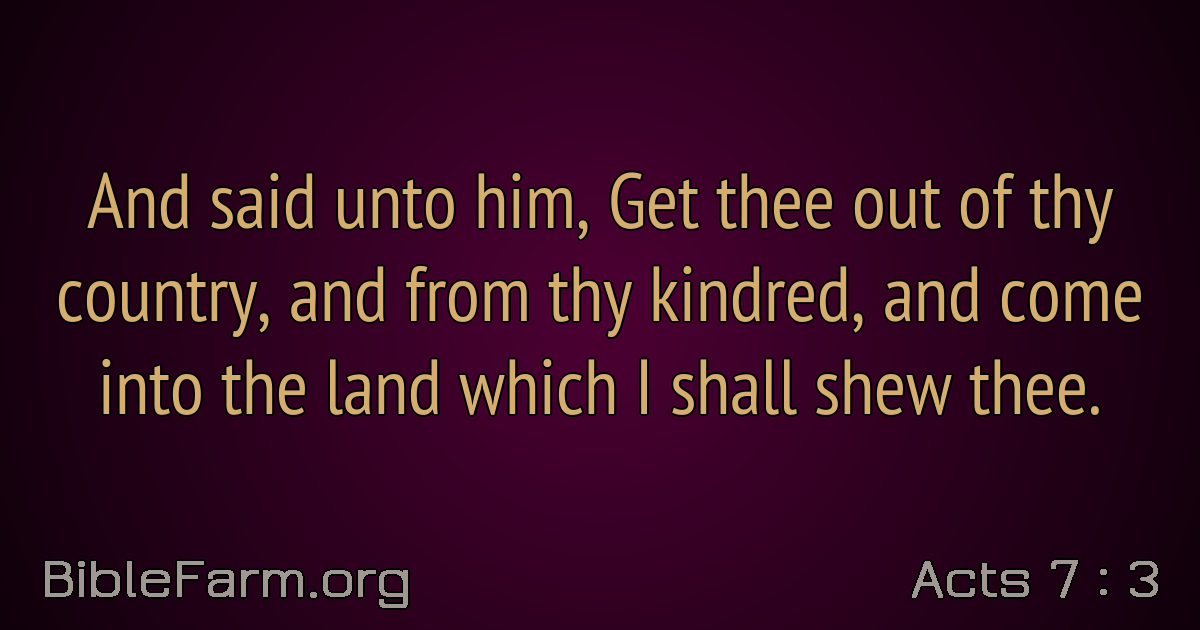 And said unto him, Get thee out of thy
country, and from thy kindred, and come
into the land which I shall shew thee.
BibleFarm.org
Acts 7 : 3